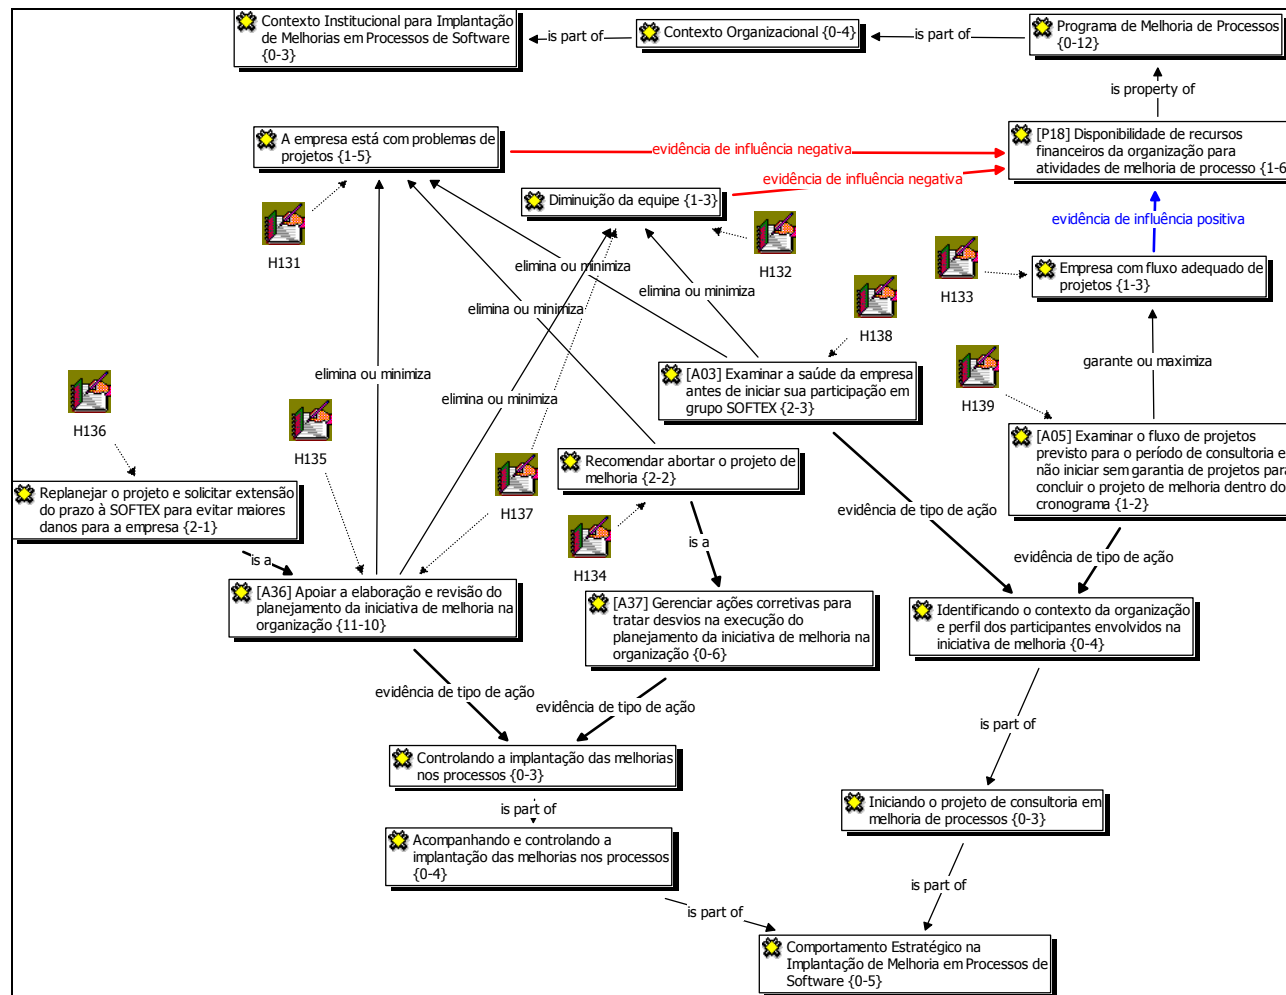 Contexto Institucional para Implantação
de Melhorias em Processos de Software
{0-3}
is part of
Contexto Organizacional {0-4}
is part of
Programa de Melhoria de Processos
{0-12}
is property of
A empresa está com problemas de
projetos {1-5}
evidência de influência negativa
[P18] Disponibilidade de recursos
financeiros da organização para
atividades de melhoria de processo {1-6
evidência de influência negativa
Diminuição da equipe {1-3}
evidência de influência positiva
H131
H132
elimina ou minimiza
Empresa com fluxo adequado de
projetos {1-3}
H133
elimina ou minimiza
elimina ou minimiza
H138
garante ou maximiza
elimina ou minimiza
[A03] Examinar a saúde da empresa
antes de iniciar sua participação em
grupo SOFTEX {2-3}
H139
elimina ou minimiza
H136
H135
[A05] Examinar o fluxo de projetos
previsto para o período de consultoria e
não iniciar sem garantia de projetos para
concluir o projeto de melhoria dentro do
cronograma {1-2}
Recomendar abortar o projeto de
melhoria {2-2}
Replanejar o projeto e solicitar extensão
do prazo à SOFTEX para evitar maiores
danos para a empresa {2-1}
H137
evidência de tipo de ação
is a
is a
evidência de tipo de ação
H134
[A36] Apoiar a elaboração e revisão do
planejamento da iniciativa de melhoria na
organização {11-10}
[A37] Gerenciar ações corretivas para
tratar desvios na execução do
planejamento da iniciativa de melhoria na
organização {0-6}
Identificando o contexto da organização
e perfil dos participantes envolvidos na
iniciativa de melhoria {0-4}
evidência de tipo de ação
evidência de tipo de ação
is part of
Controlando a implantação das melhorias
nos processos {0-3}
is part of
Iniciando o projeto de consultoria em
melhoria de processos {0-3}
Acompanhando e controlando a
implantação das melhorias nos processos
{0-4}
is part of
is part of
Comportamento Estratégico na
Implantação de Melhoria em Processos de
Software {0-5}